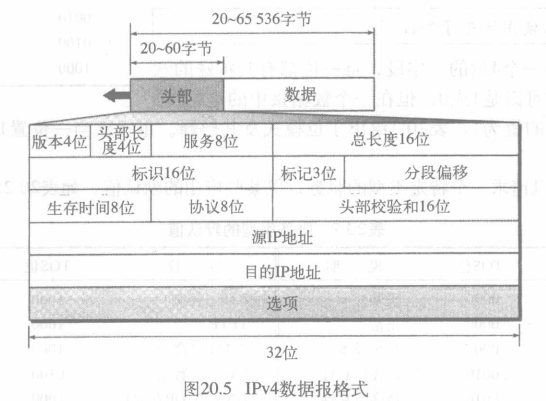 20~65 536字节
20~60字节
头部
数据
版本4位
头部长
度4位
服务8位
总长度16位
标识16位
标记3位
分段偏移
生存时间8位
协议8位
头部校验和16位
源IP地址
目的IP地址
选项
32位
图20.5 IPv4数据报格式